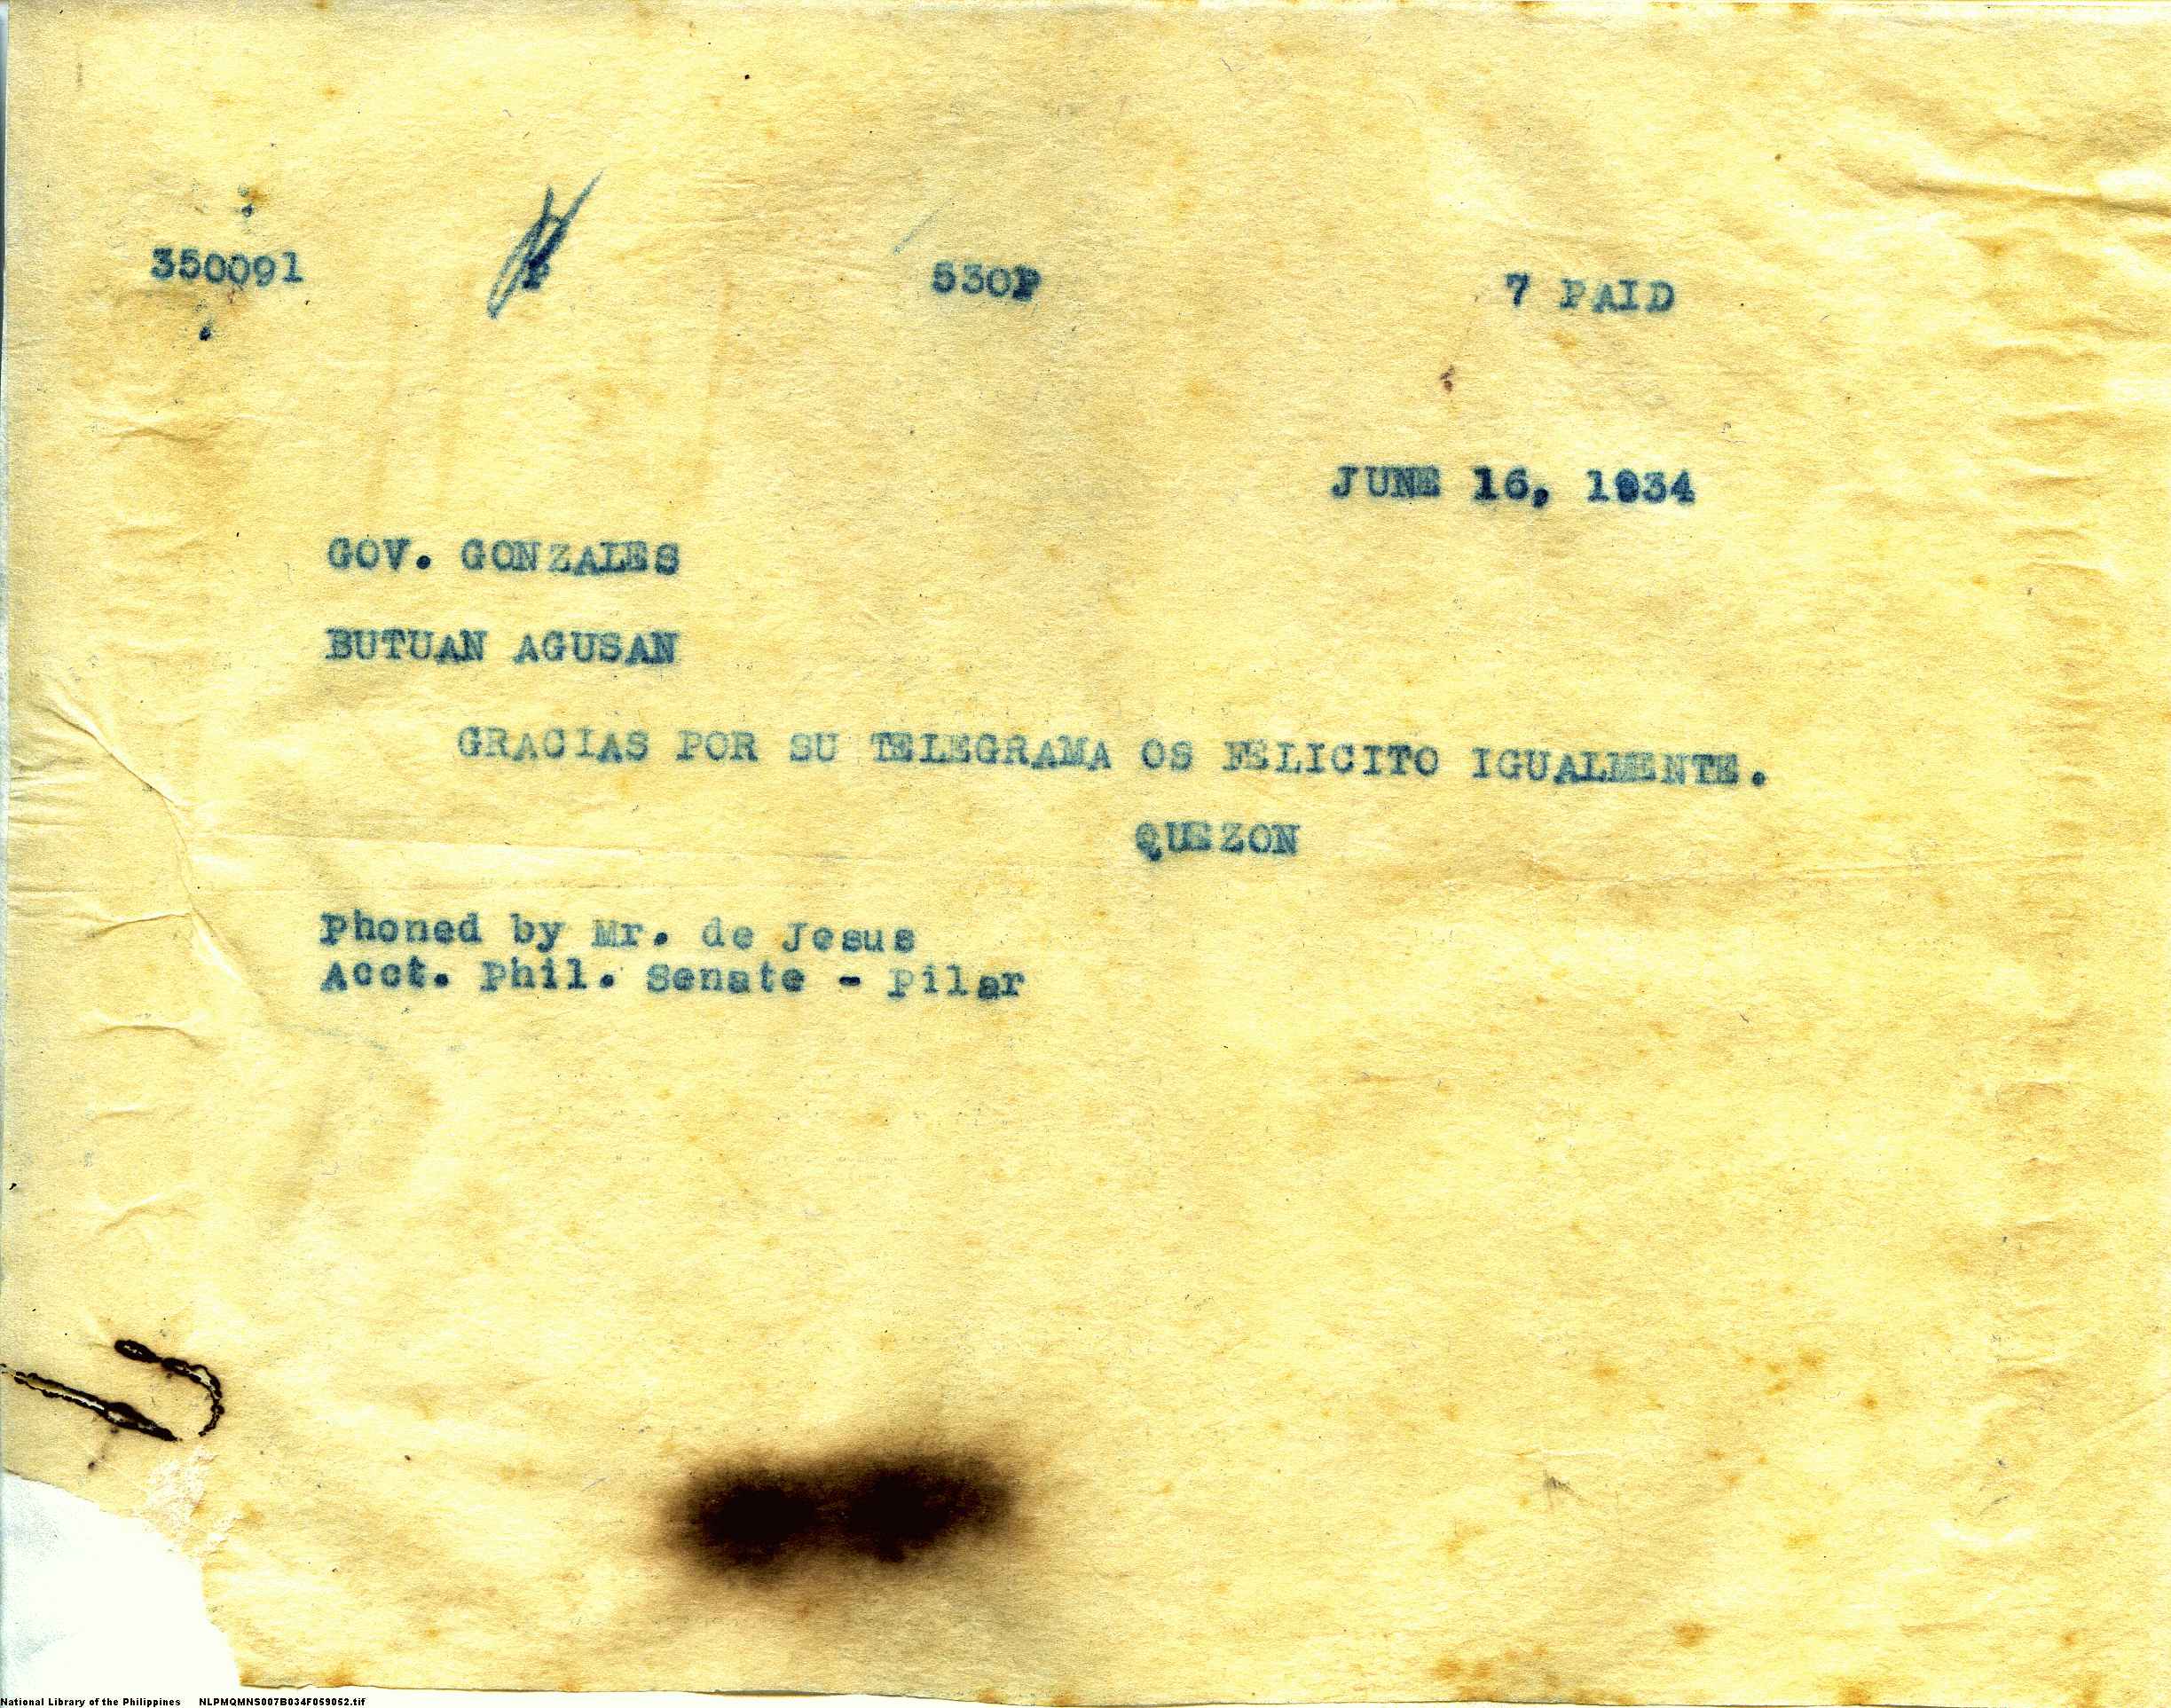 350091 P 530P 7 PAID
JUNE 16, 1934
GOV. GONZALES
BUTUAN AGUSAN
GRACIAS POR SU TELEGRAMA OS FELICITO IGUALMENTE.
QUEZON
Phoned by Mr. de Jesus
Acct. Phil. Senate - Pilar
National Library of the Philippines NLPMQMNS007B034F059052.tif